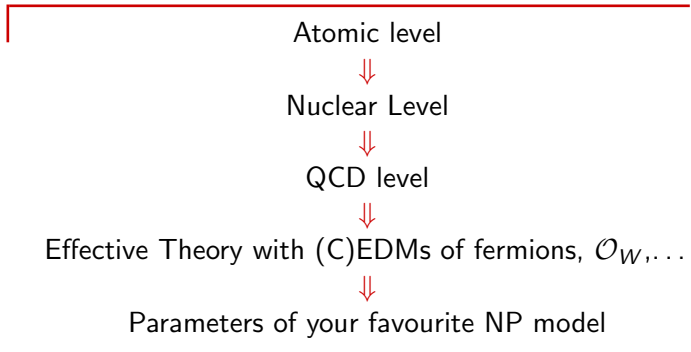 Atomic level
⇓
Nuclear Level
⇓
QCD level
⇓
Effective Theory with (C)EDMs of fermions, 𝒪_W,...
⇓
Parameters of your favourite NP model